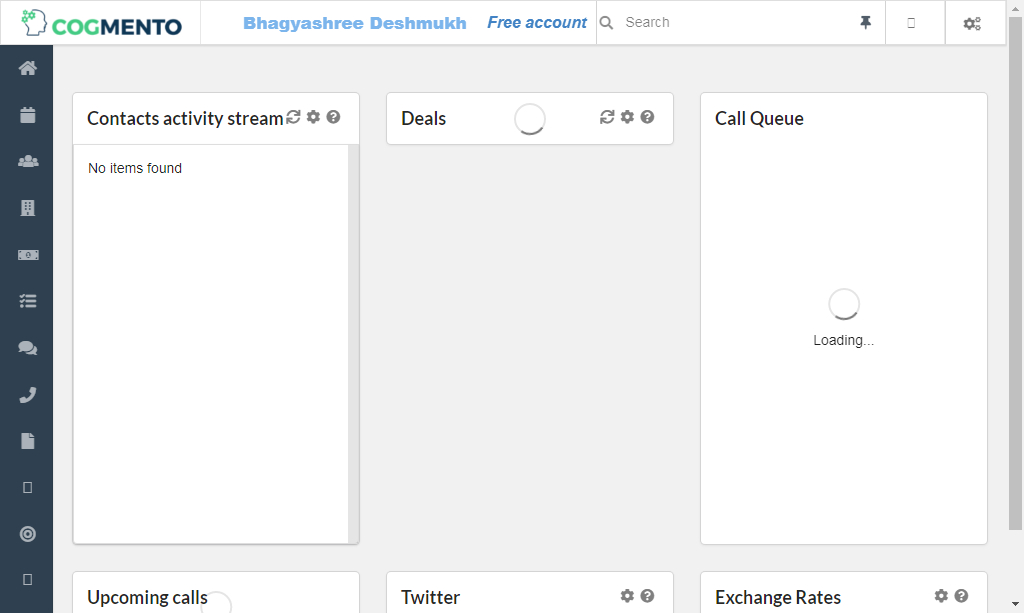 COGMENTO
Bhagyashree Deshmukh
Free account
Search
Contacts activity stream
Deals
Call Queue
No items found
Loading...
Upcoming calls
Twitter
Exchange Rates